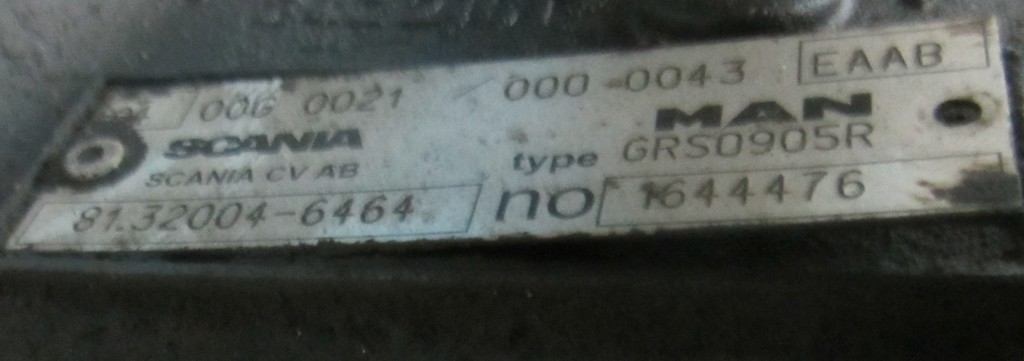 006 0021 000-0043 EAAB
SCANIA MAN
SCANIA CV AB type GRS0905R
81.32004-6464 no 1644476